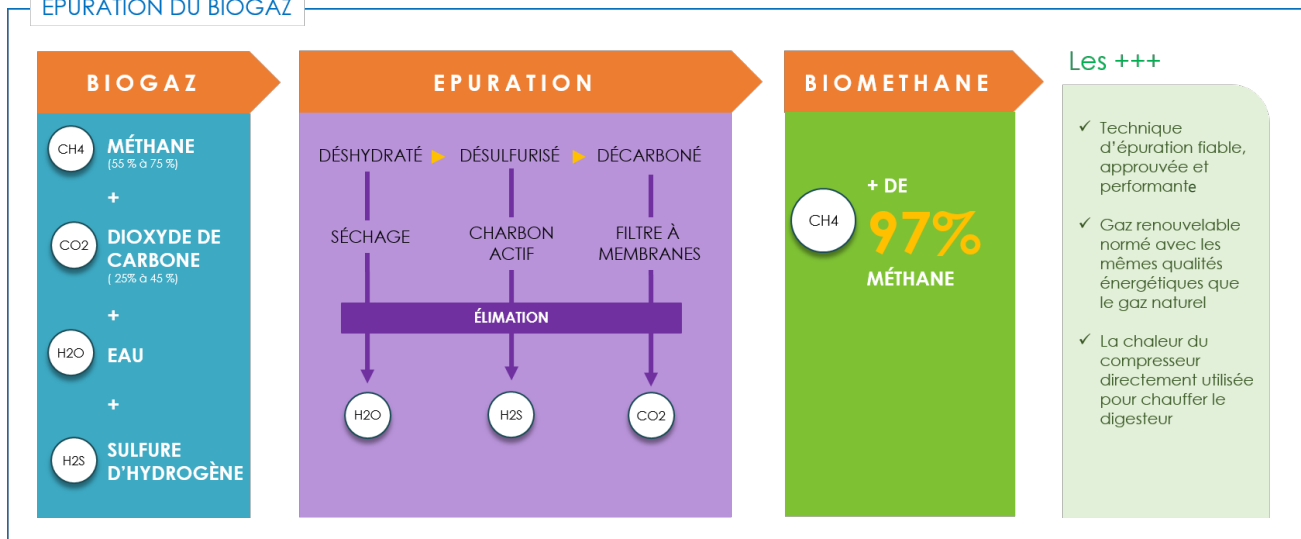 EPURATION DU BIOGAZ
BIOGAZ
CH4
MÉTHANE
(55 % à 75 %)
+
CO2
DIOXYDE DE
CARBONE
( 25% à 45 %)
+
H2O
EAU
+
H2S
SULFURE
D'HYDROGÈNE
EPURATION
DÉSHYDRATÉ DÉSULFURISÉ DÉCARBONÉ
SÉCHAGE
CHARBON
ACTIF
FILTRE À
MEMBRANES
ÉLIMATION
H2O
H2S
CO2
BIOMETHANE
CH4
+ DE
97%
MÉTHANE
Les +++
✓ Technique
d'épuration fiable,
approuvée et
performante
✓ Gaz renouvelable
normé avec les
mêmes qualités
énergétiques que
le gaz naturel
✓ La chaleur du
compresseur
directement utilisée
pour chauffer le
digesteur